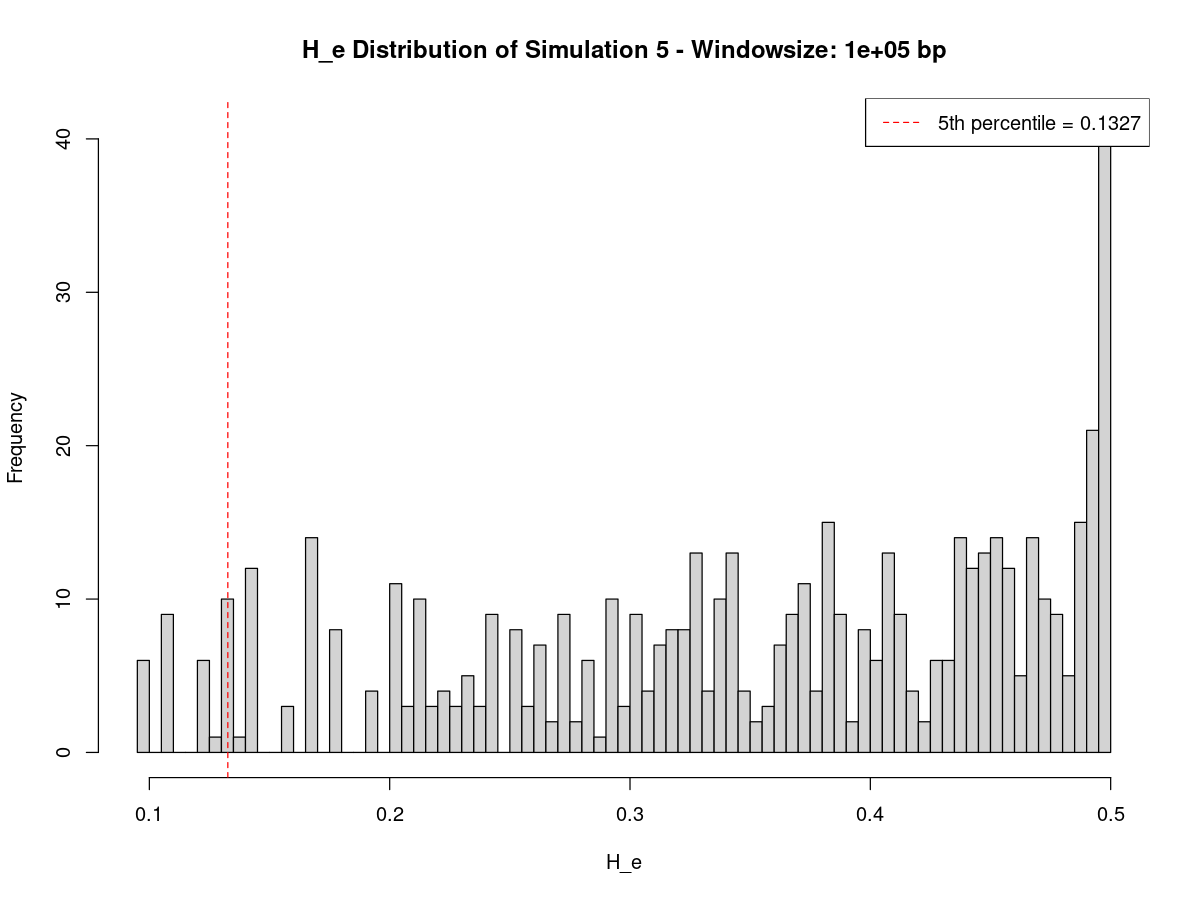 H_e Distribution of Simulation 5 - Windowsize: 1e+05 bp
5th percentile = 0.1327
40
30
20
10
0
Frequency
0.1 0.2 0.3 0.4 0.5
H_e